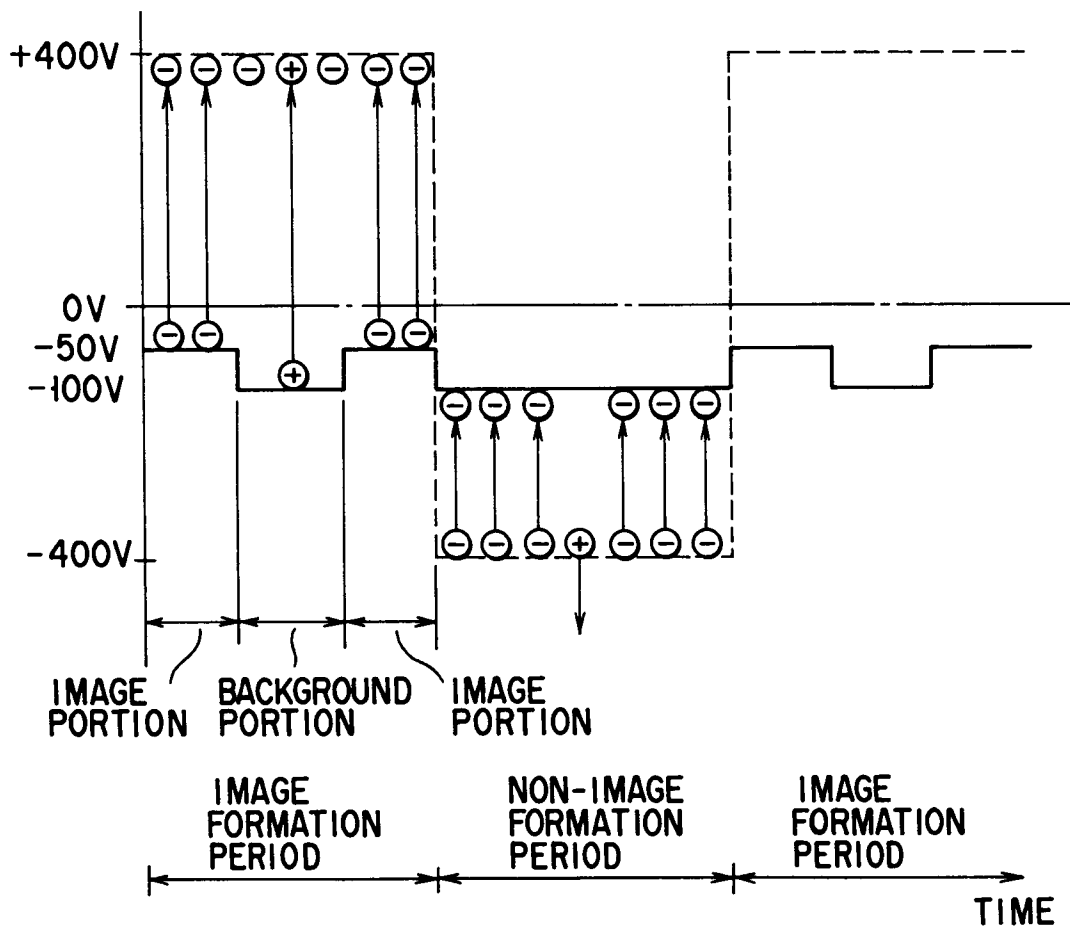 +400V
0V
-50V
-100V
-400V
IMAGE
PORTION
BACKGROUND
PORTION
IMAGE
PORTION
IMAGE
FORMATION
PERIOD
NON-IMAGE
FORMATION
PERIOD
IMAGE
FORMATION
PERIOD
TIME